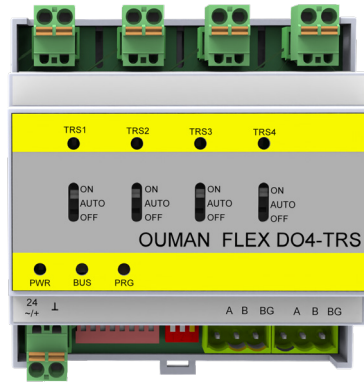 TRS1 TRS2 TRS3 TRS4
ON ON ON ON
AUTO AUTO AUTO AUTO
OFF OFF OFF OFF
OUMAN FLEX DO4-TRS
PWR BUS PRG
24 ⊥
~/+ A B BG A B BG